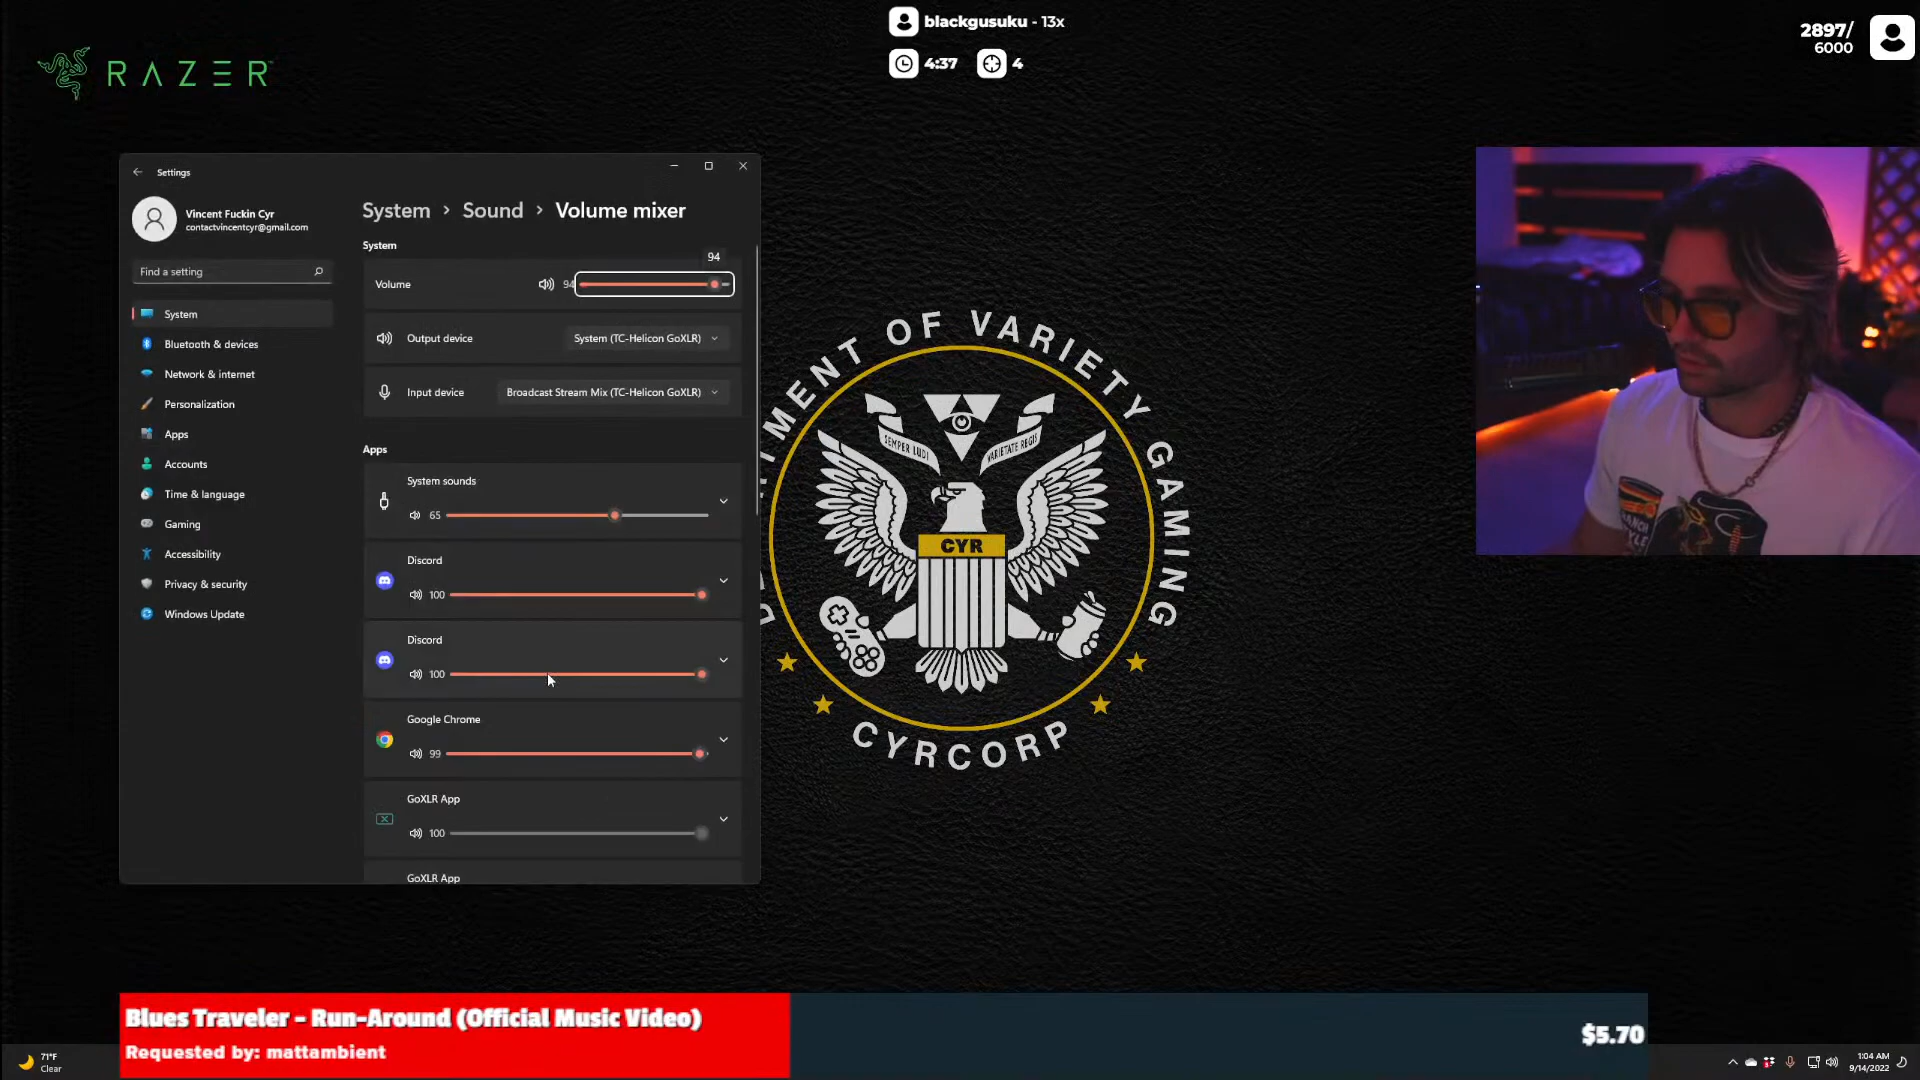 blackgusuku - 13x
4:37 4
2897/
6000
RAZER
Settings
Vincent Fuckin Cyr
contactvincentcyr@gmail.com
Find a setting
System
Bluetooth & devices
Network & internet
Personalization
Apps
Accounts
Time & language
Gaming
Accessibility
Privacy & security
Windows Update
System > Sound > Volume mixer
System
94
Volume 94
Output device System (TC-Helicon GoXLR)
Input device Broadcast Stream Mix (TC-Helicon GoXLR)
Apps
System sounds
65
Discord
100
Discord
100
Google Chrome
99
GoXLR App
100
GoXLR App
OF VARIETY GAMING
SEMPER LUDI
VARIETATE REGIS
CYR
CYRCORP
Blues Traveler - Run-Around (Official Music Video)
Requested by: mattambient
$5.70
71°F
Clear
1:04 AM
9/14/2022